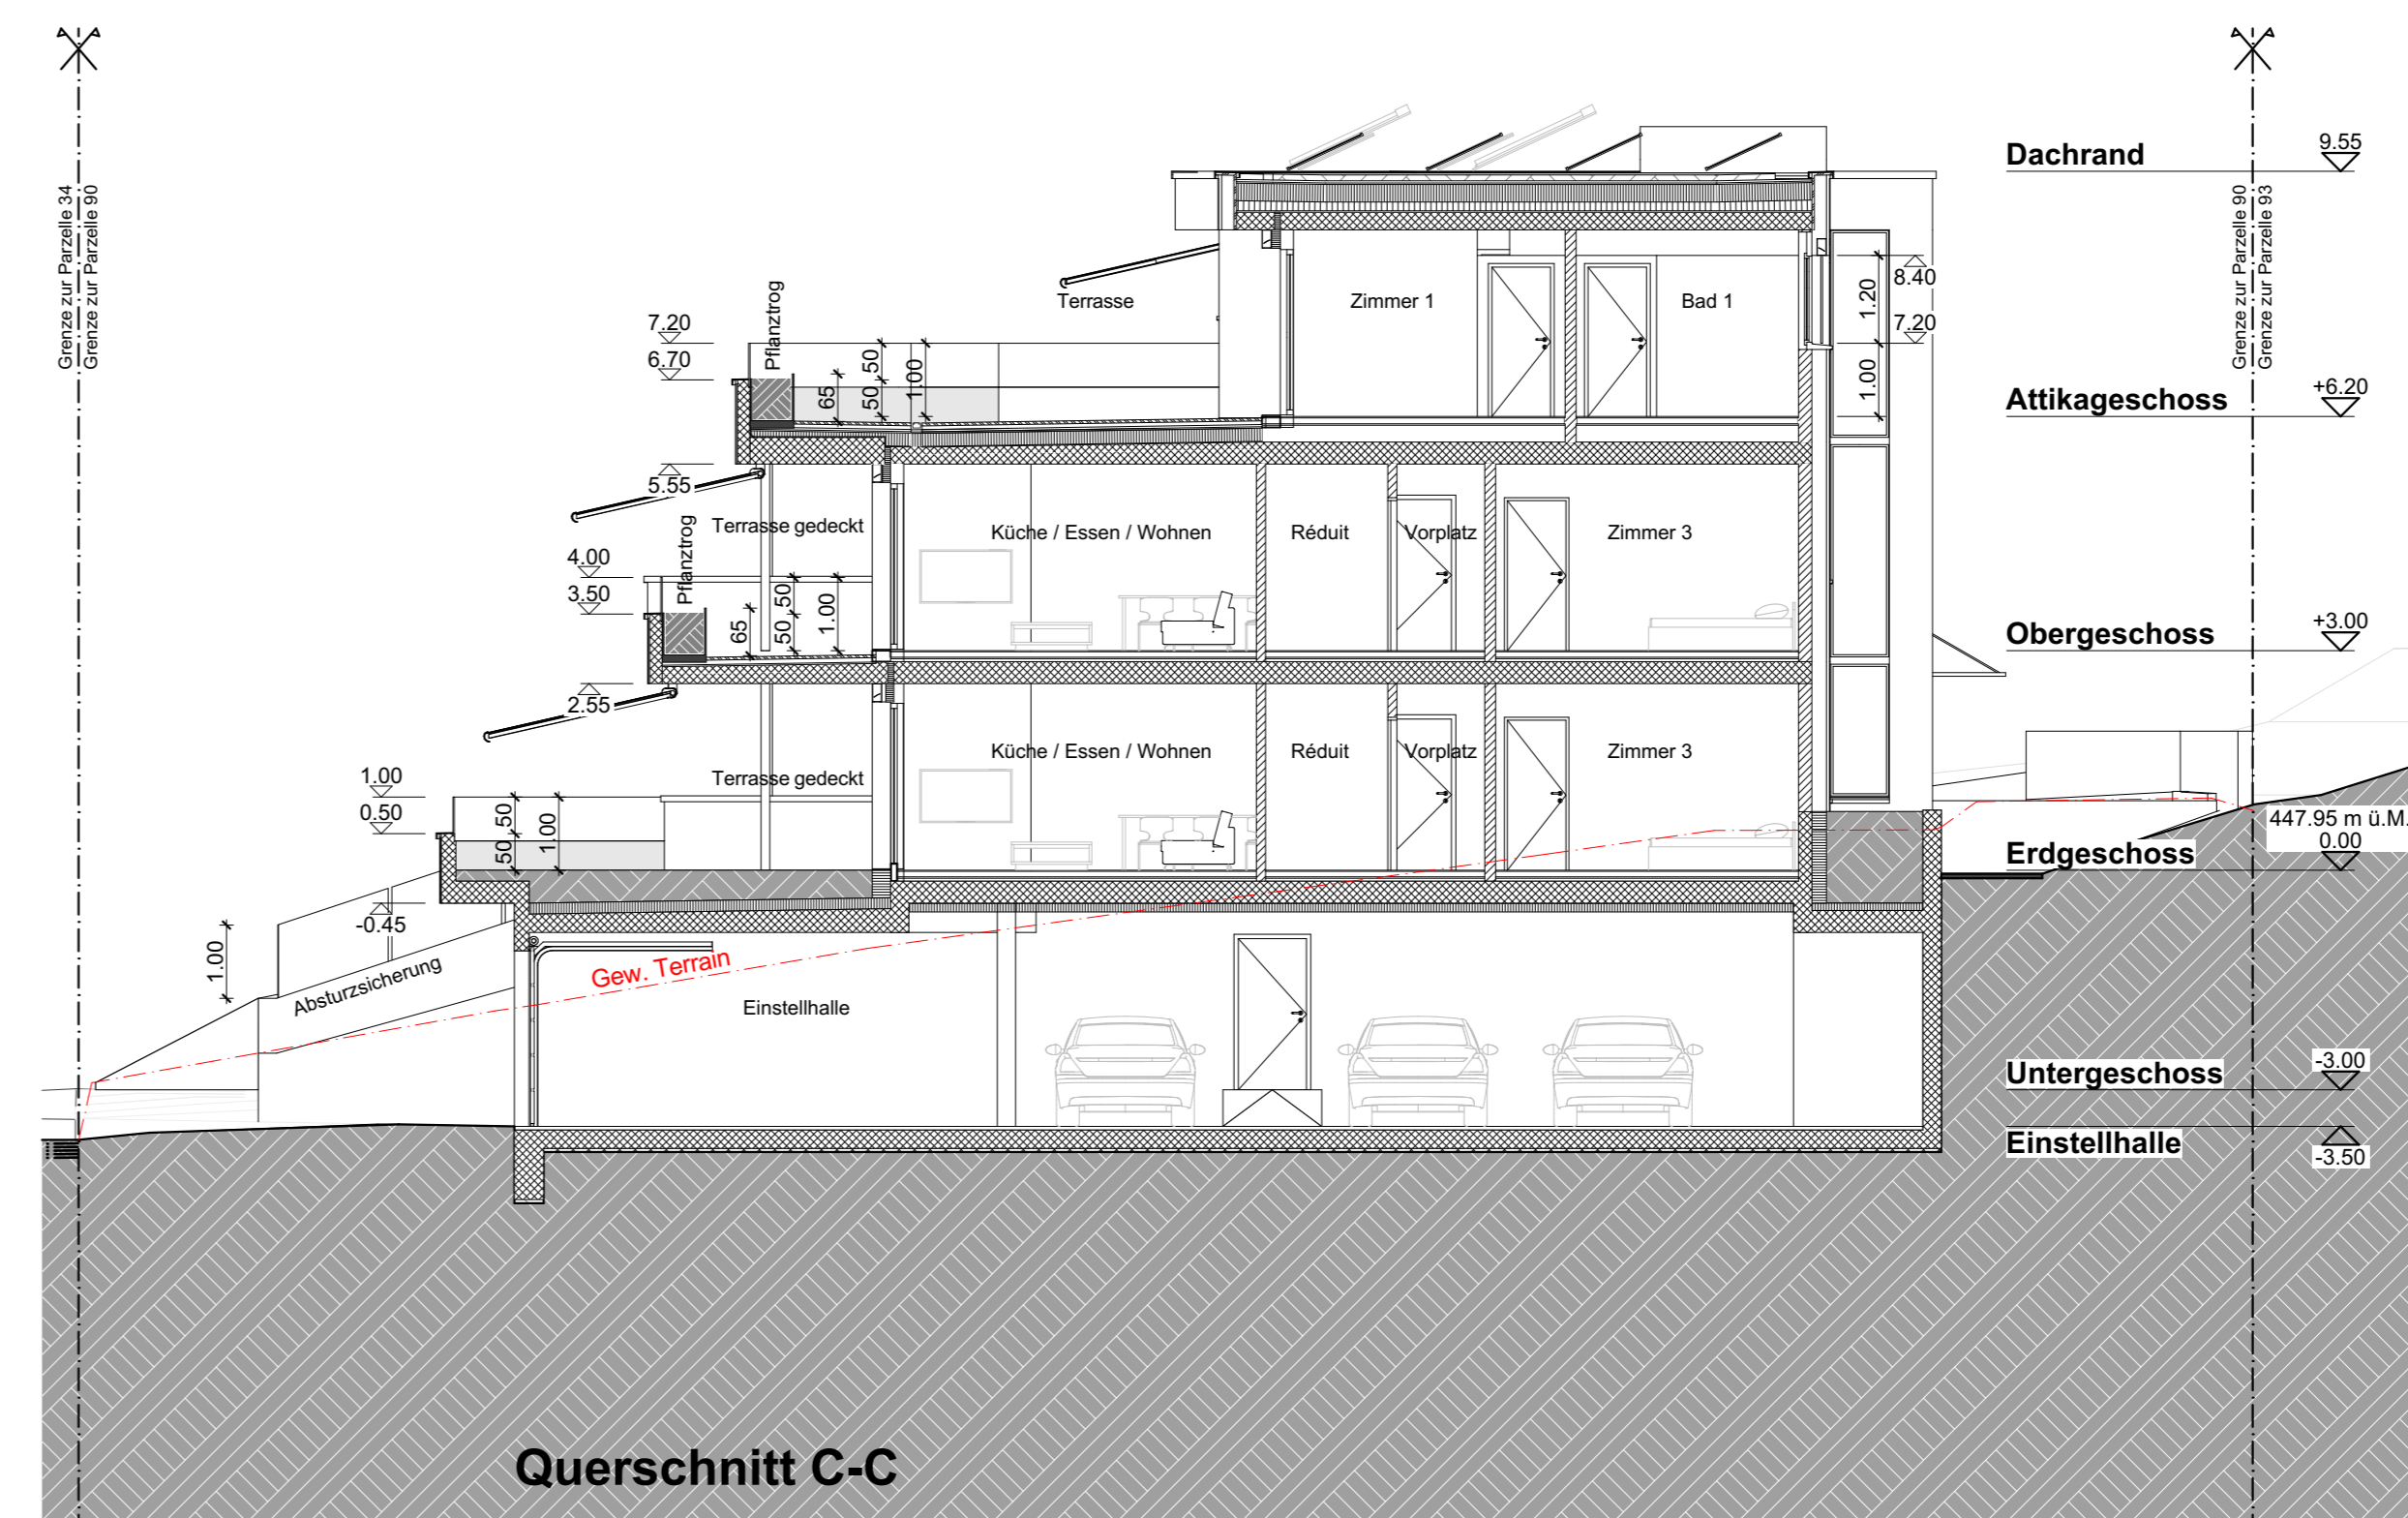 Grenze zur Parzelle 34
Grenze zur Parzelle 90
Grenze zur Parzelle 90
Grenze zur Parzelle 93
Dachrand
9.55
Terrasse
Zimmer 1
Bad 1
1.20
8.40
7.20
1.00
7.20
6.70
Pflanztrog
65
50
50
1.00
Attikageschoss
+6.20
5.55
Terrasse gedeckt
Küche / Essen / Wohnen
Réduit
Vorplatz
Zimmer 3
4.00
3.50
Pflanztrog
65
50
50
1.00
Obergeschoss
+3.00
2.55
Terrasse gedeckt
Küche / Essen / Wohnen
Réduit
Vorplatz
Zimmer 3
1.00
0.50
50
50
1.00
447.95 m ü.M.
Erdgeschoss
0.00
-0.45
1.00
Absturzsicherung
Gew. Terrain
Einstellhalle
Untergeschoss
-3.00
Einstellhalle
-3.50
Querschnitt C-C